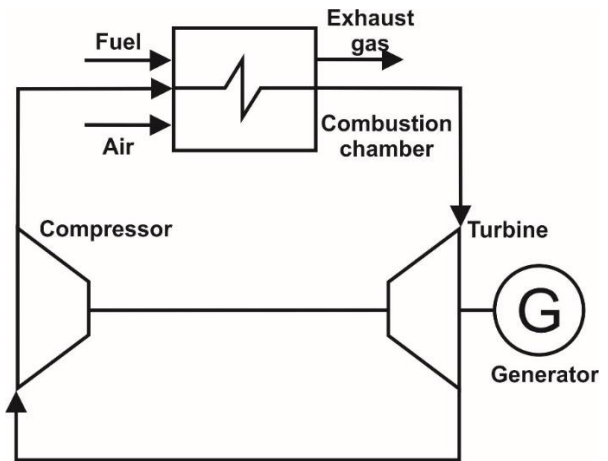 Exhaust
gas
Fuel
Air
Combustion
chamber
Compressor
Turbine
G
Generator